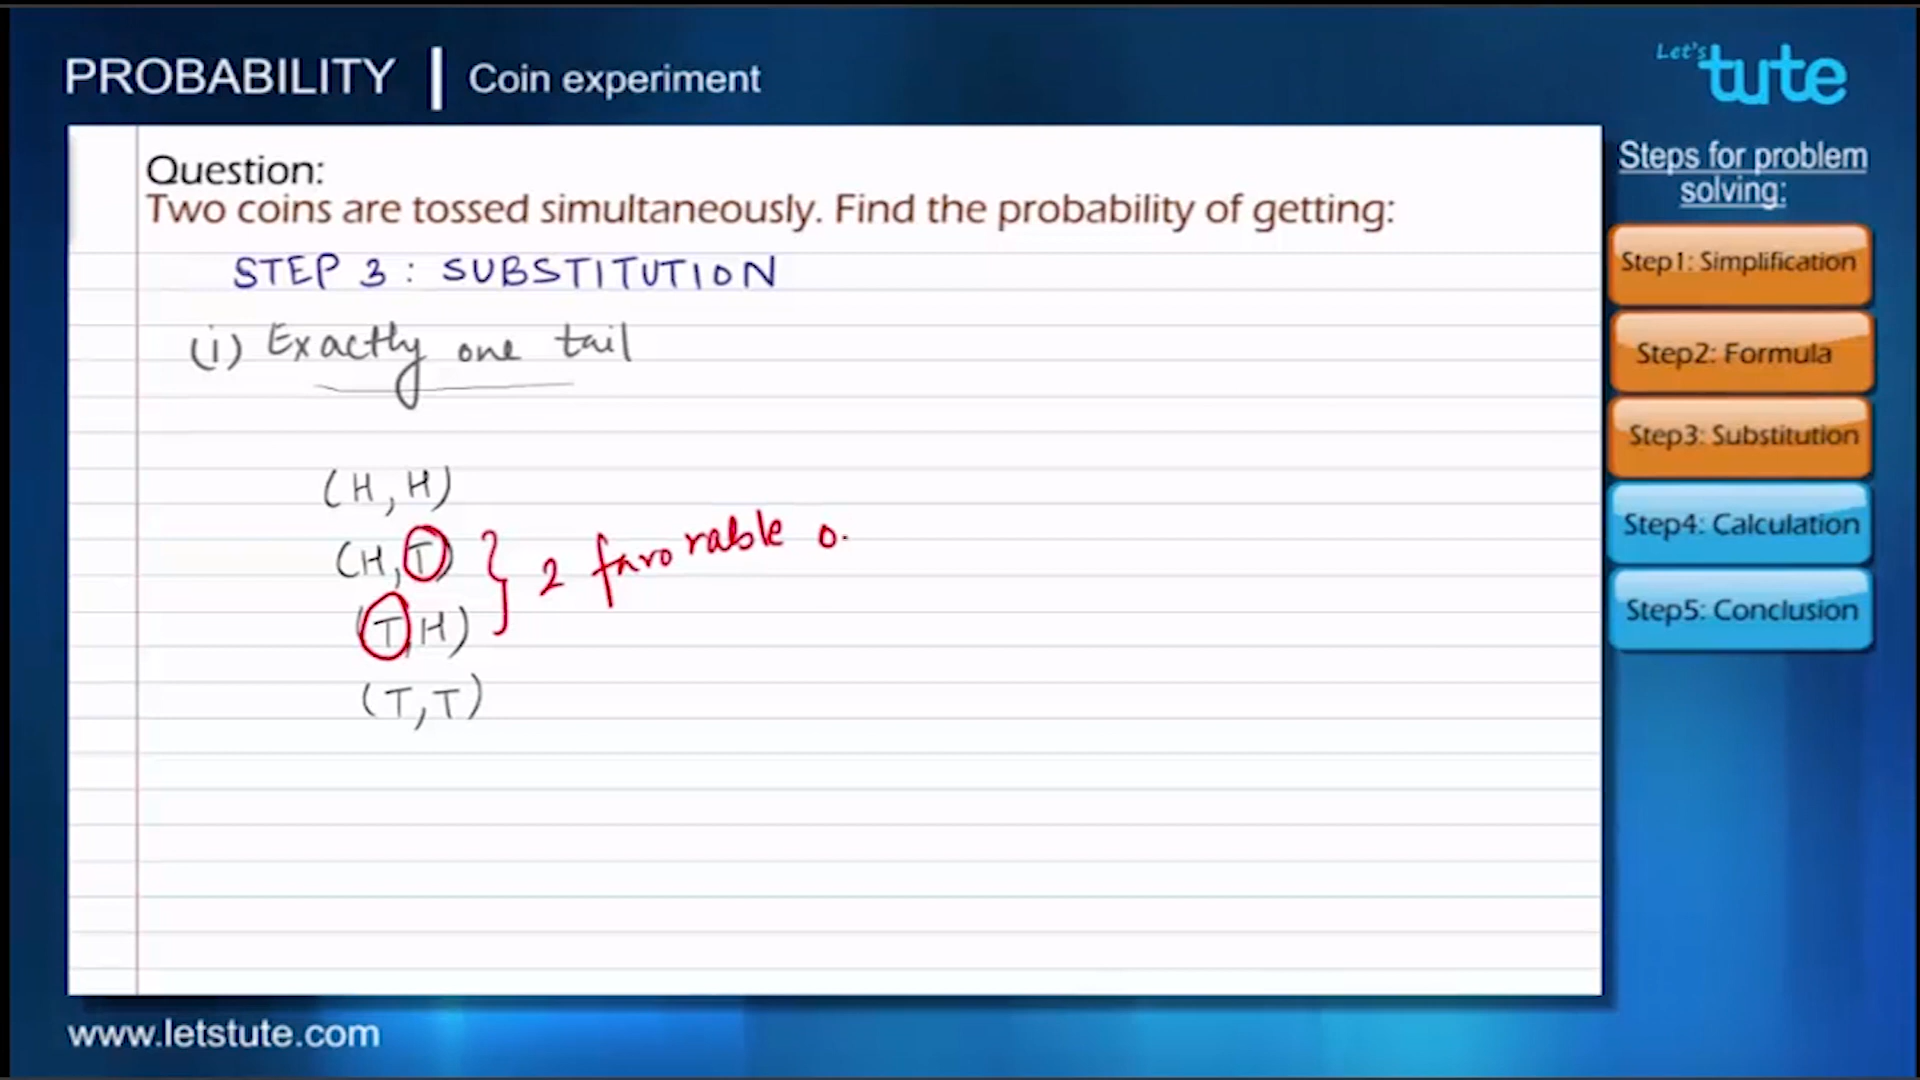 PROBABILITY | Coin experiment
Let's tute
Question:
Two coins are tossed simultaneously. Find the probability of getting:
STEP 3 : SUBSTITUTION
(i) Exactly one tail
(H, H)
(H, T)
(T, H)
(T, T)
} 2 favorable o.
Steps for problem
solving:
Step1: Simplification
Step2: Formula
Step3: Substitution
Step4: Calculation
Step5: Conclusion
www.letstute.com